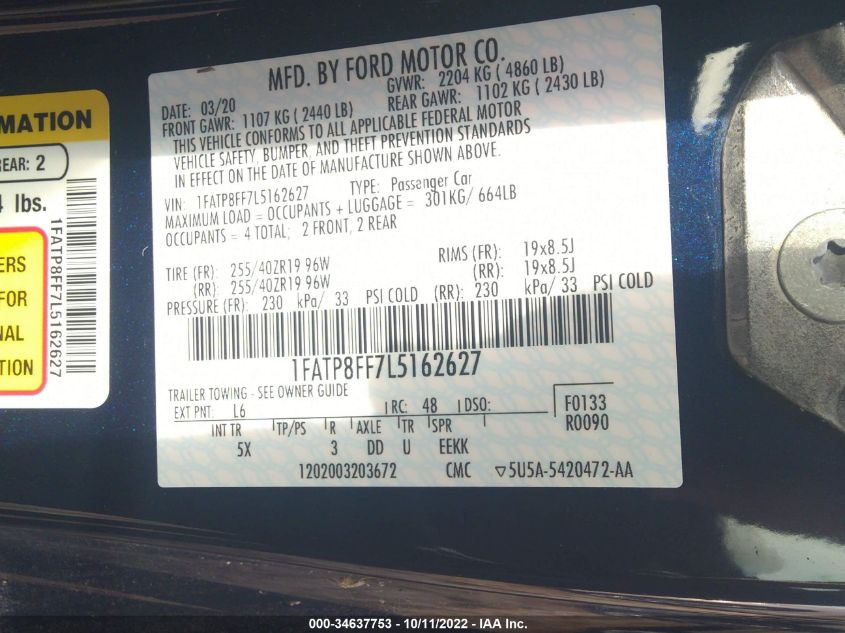 MFD. BY FORD MOTOR CO.
DATE: 03/20 GVWR: 2204 KG ( 4860 LB)
FRONT GAWR: 1107 KG ( 2440 LB) REAR GAWR: 1102 KG ( 2430 LB)
THIS VEHICLE CONFORMS TO ALL APPLICABLE FEDERAL MOTOR
VEHICLE SAFETY, BUMPER, AND THEFT PREVENTION STANDARDS
IN EFFECT ON THE DATE OF MANUFACTURE SHOWN ABOVE.
VIN: 1FATP8FF7L5162627 TYPE: Passenger Car
MAXIMUM LOAD = OCCUPANTS + LUGGAGE = 301KG/ 664LB
OCCUPANTS = 4 TOTAL; 2 FRONT, 2 REAR
TIRE (FR): 255/40ZR19 96W RIMS (FR): 19x8.5J
(RR): 255/40ZR19 96W (RR): 19x8.5J
PRESSURE (FR): 230 kPa/ 33 PSI COLD (RR): 230 kPa/ 33 PSI COLD
1FATP8FF7L5162627
TRAILER TOWING - SEE OWNER GUIDE
EXT PNT: L6 RC: 48 DSO: F0133
INT TR TP/PS R AXLE TR SPR R0090
5X 3 DD U EEKK
1202003203672 CMC ▽5U5A-5420472-AA
RMATION
REAR: 2
4 lbs.
ERS
FOR
NAL
TION
1FATP8FF7L5162627
000-34637753 - 10/11/2022 - IAA Inc.